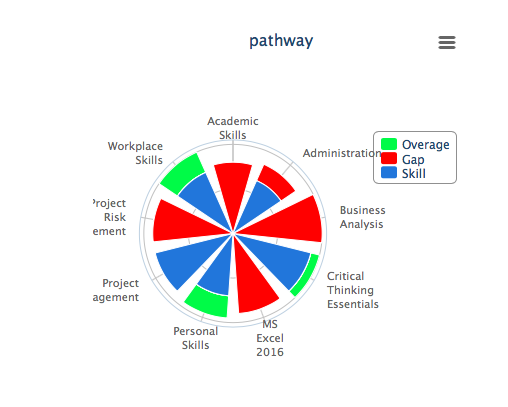 pathway
Academic
Skills
Administration
Overage
Gap
Skill
Workplace
Skills
Project
Risk
ement
Business
Analysis
Project
agement
Critical
Thinking
Essentials
Personal
Skills
MS
Excel
2016